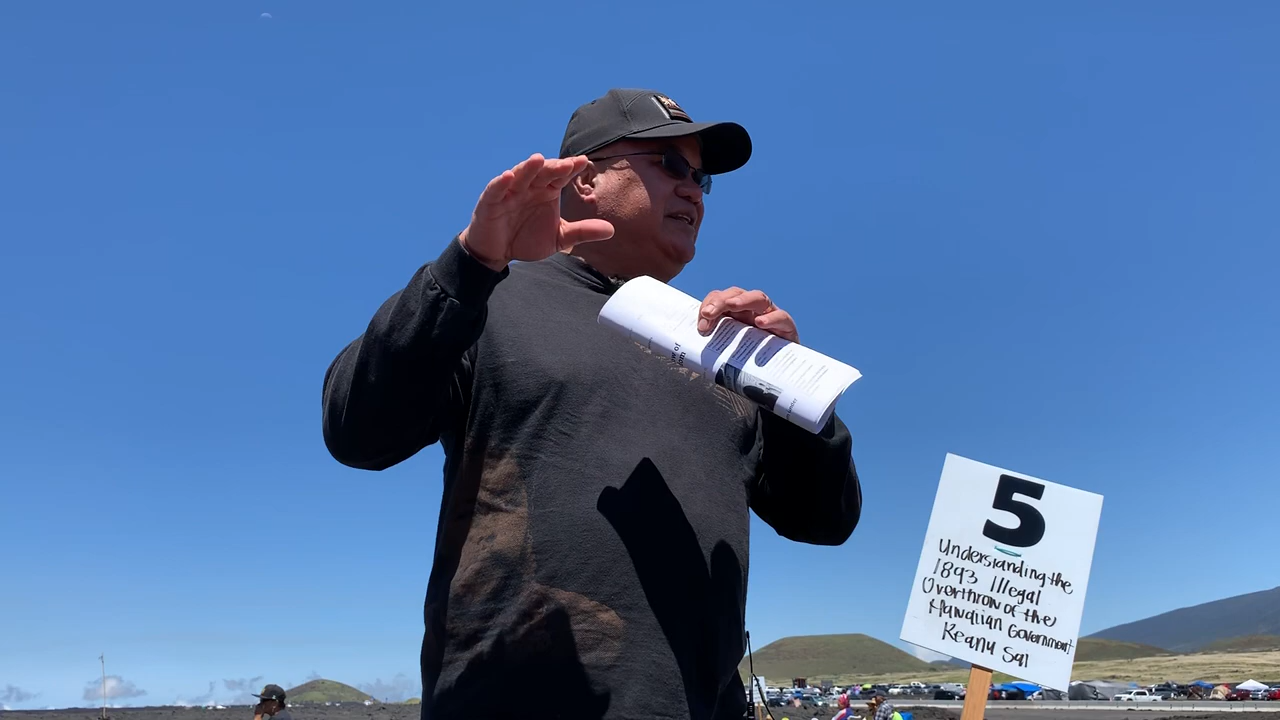 5
Understanding the
1893 Illegal
Overthrow of the
Hawaiian Government
Keanu Sai